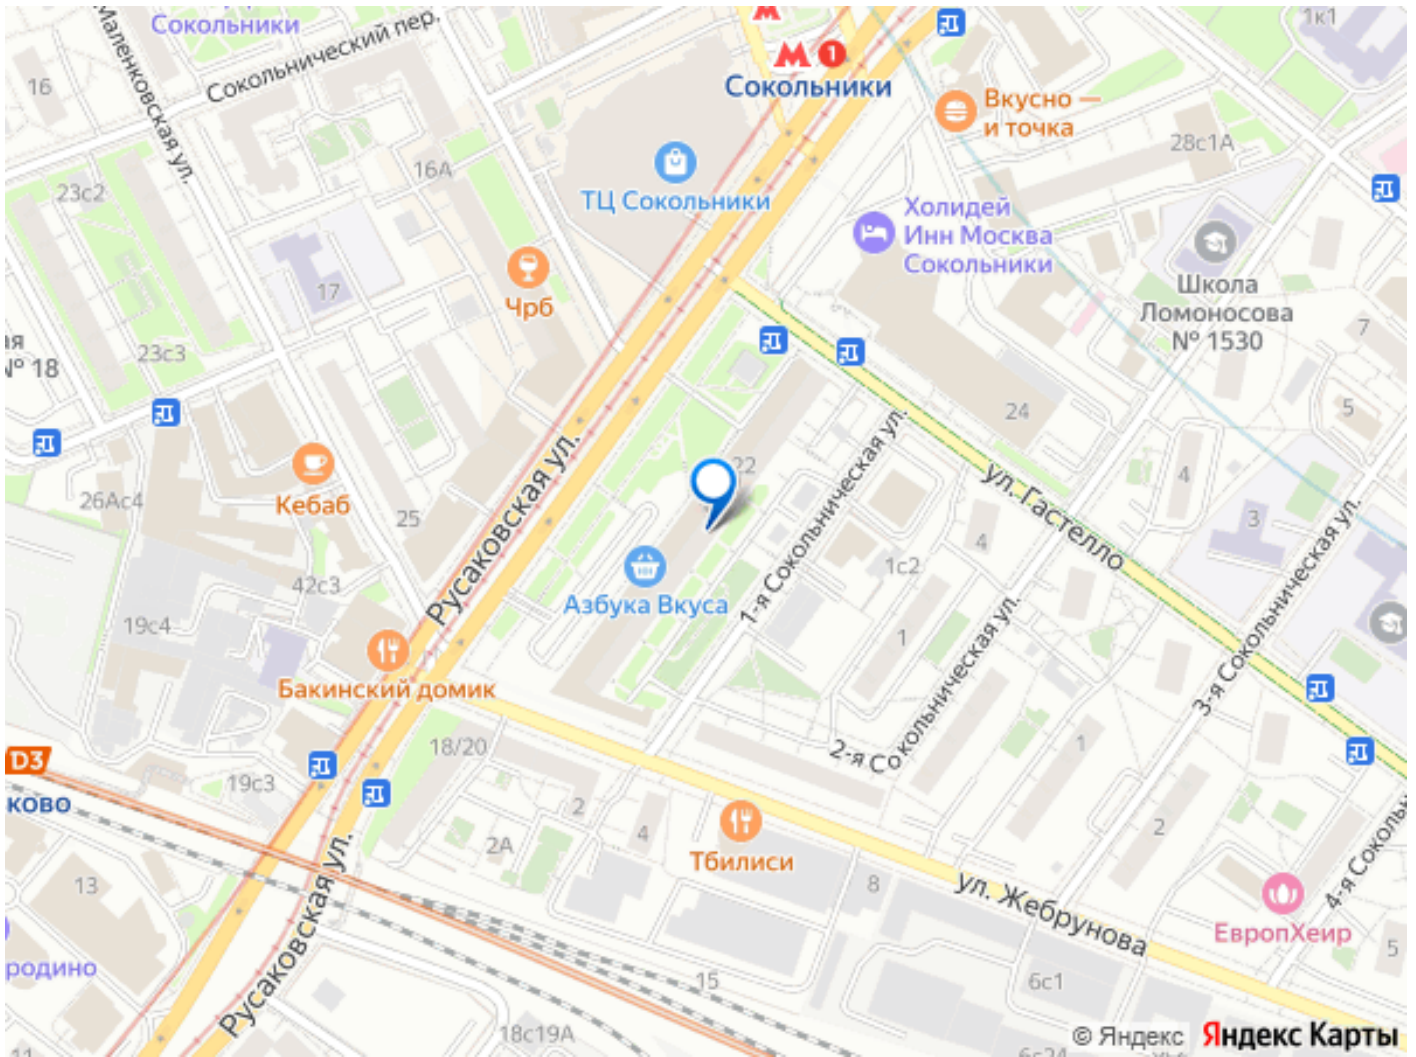 Сокольники
1к1
М 1
Сокольники
Маленковская ул.
Сокольнический пер.
16
Вкусно —
и точка
28с1А
16А
ТЦ Сокольники
23с2
Холидей
Инн Москва
Сокольники
17
Чрб
Школа
Ломоносова
№ 1530
7
ая
№ 18
23с3
24
5
22
4
Кебаб
26Ас4
25
Русаковская ул.
1-я Сокольническая ул.
ул. Гастелло
3
4
1с2
42с3
Азбука Вкуса
19с4
1
2-я Сокольническая ул.
3-я Сокольническая ул.
Бакинский домик
18/20
1
D3
19с3
ково
2
4
2А
Тбилиси
2
8
13
ул. Жебрунова
4-я Сокольн
ЕвропХеир
5
Русаковская ул.
родино
15
6с1
18с19А
11
6с24
© Яндекс Яндекс Карты